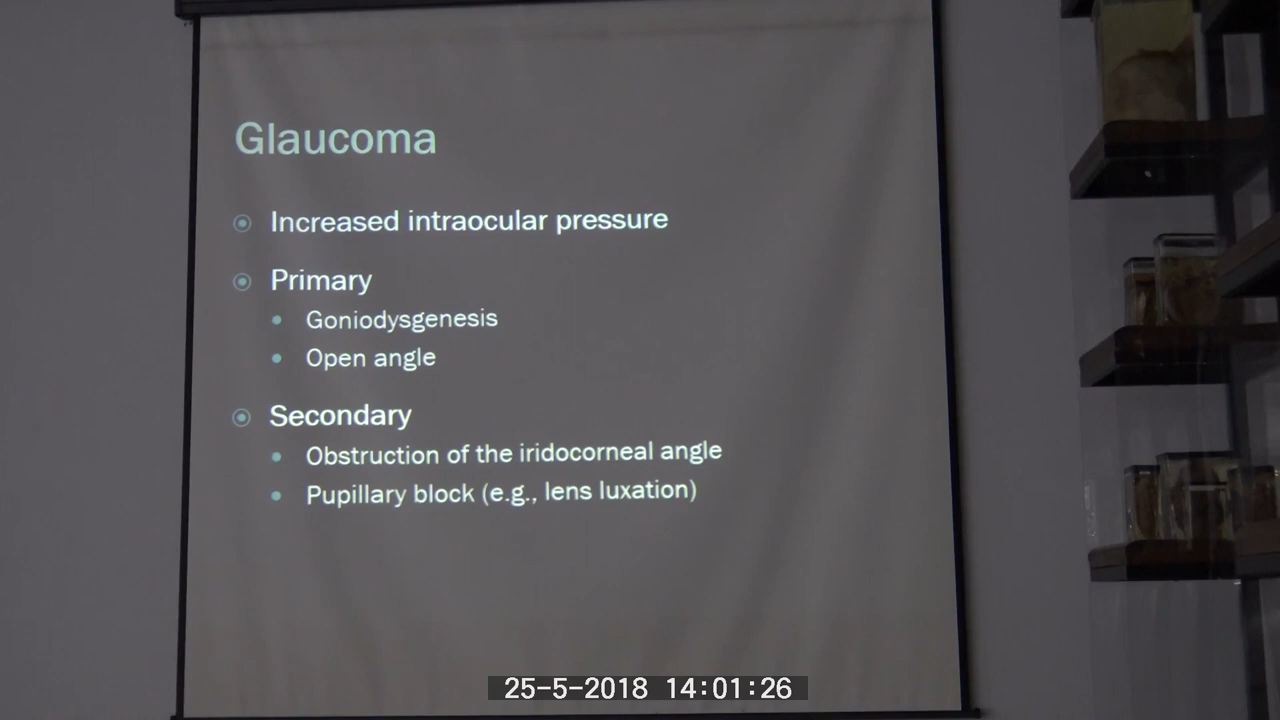 Glaucoma
Increased intraocular pressure
Primary
Goniodysgenesis
Open angle
Secondary
Obstruction of the iridocorneal angle
Pupillary block (e.g., lens luxation)
25-5-2018 14:01:26